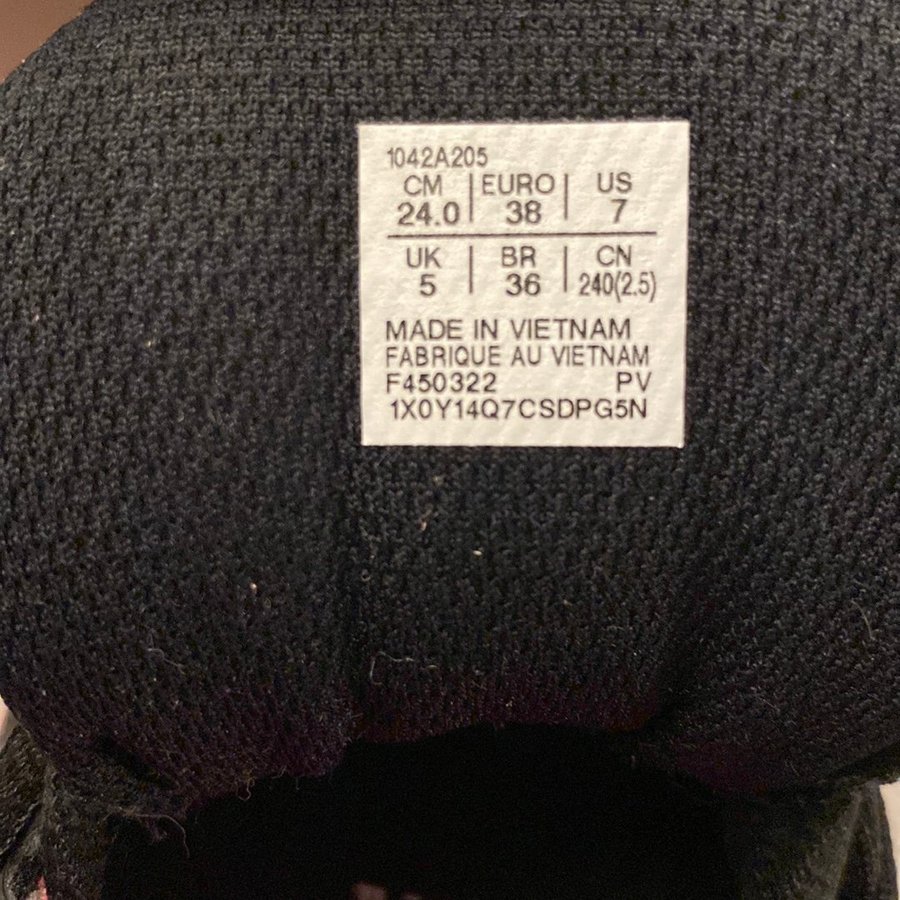 1042A205
CM | EURO | US
24.0 | 38 | 7
UK | BR | CN
5 | 36 | 240(2.5)
MADE IN VIETNAM
FABRIQUE AU VIETNAM
F450322 PV
1X0Y14Q7CSDPG5N